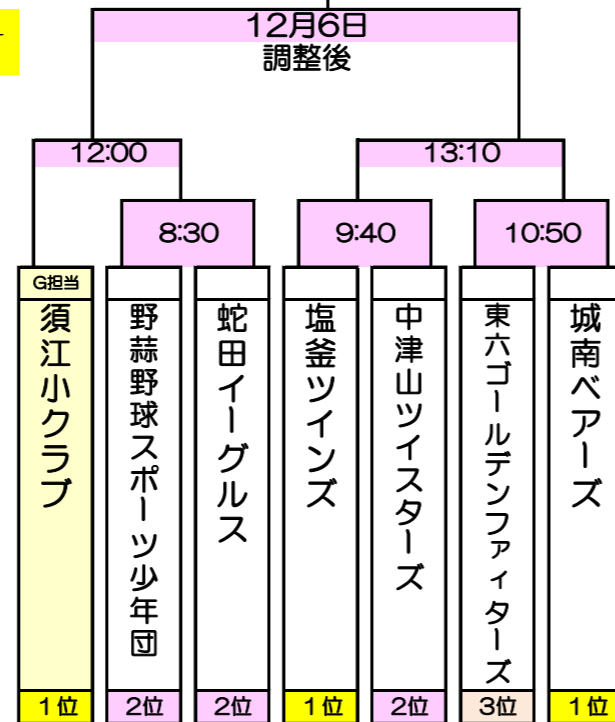 12月6日
調整後
12:00
13:10
8:30
9:40
10:50
G担当
須江小クラブ
野蒜野球スポーツ少年団
蛇田イーグルス
塩釜ツインズ
中津山ツイスターズ
東六ゴールデンファイターズ
城南ベアーズ
1位
2位
2位
1位
2位
3位
1位